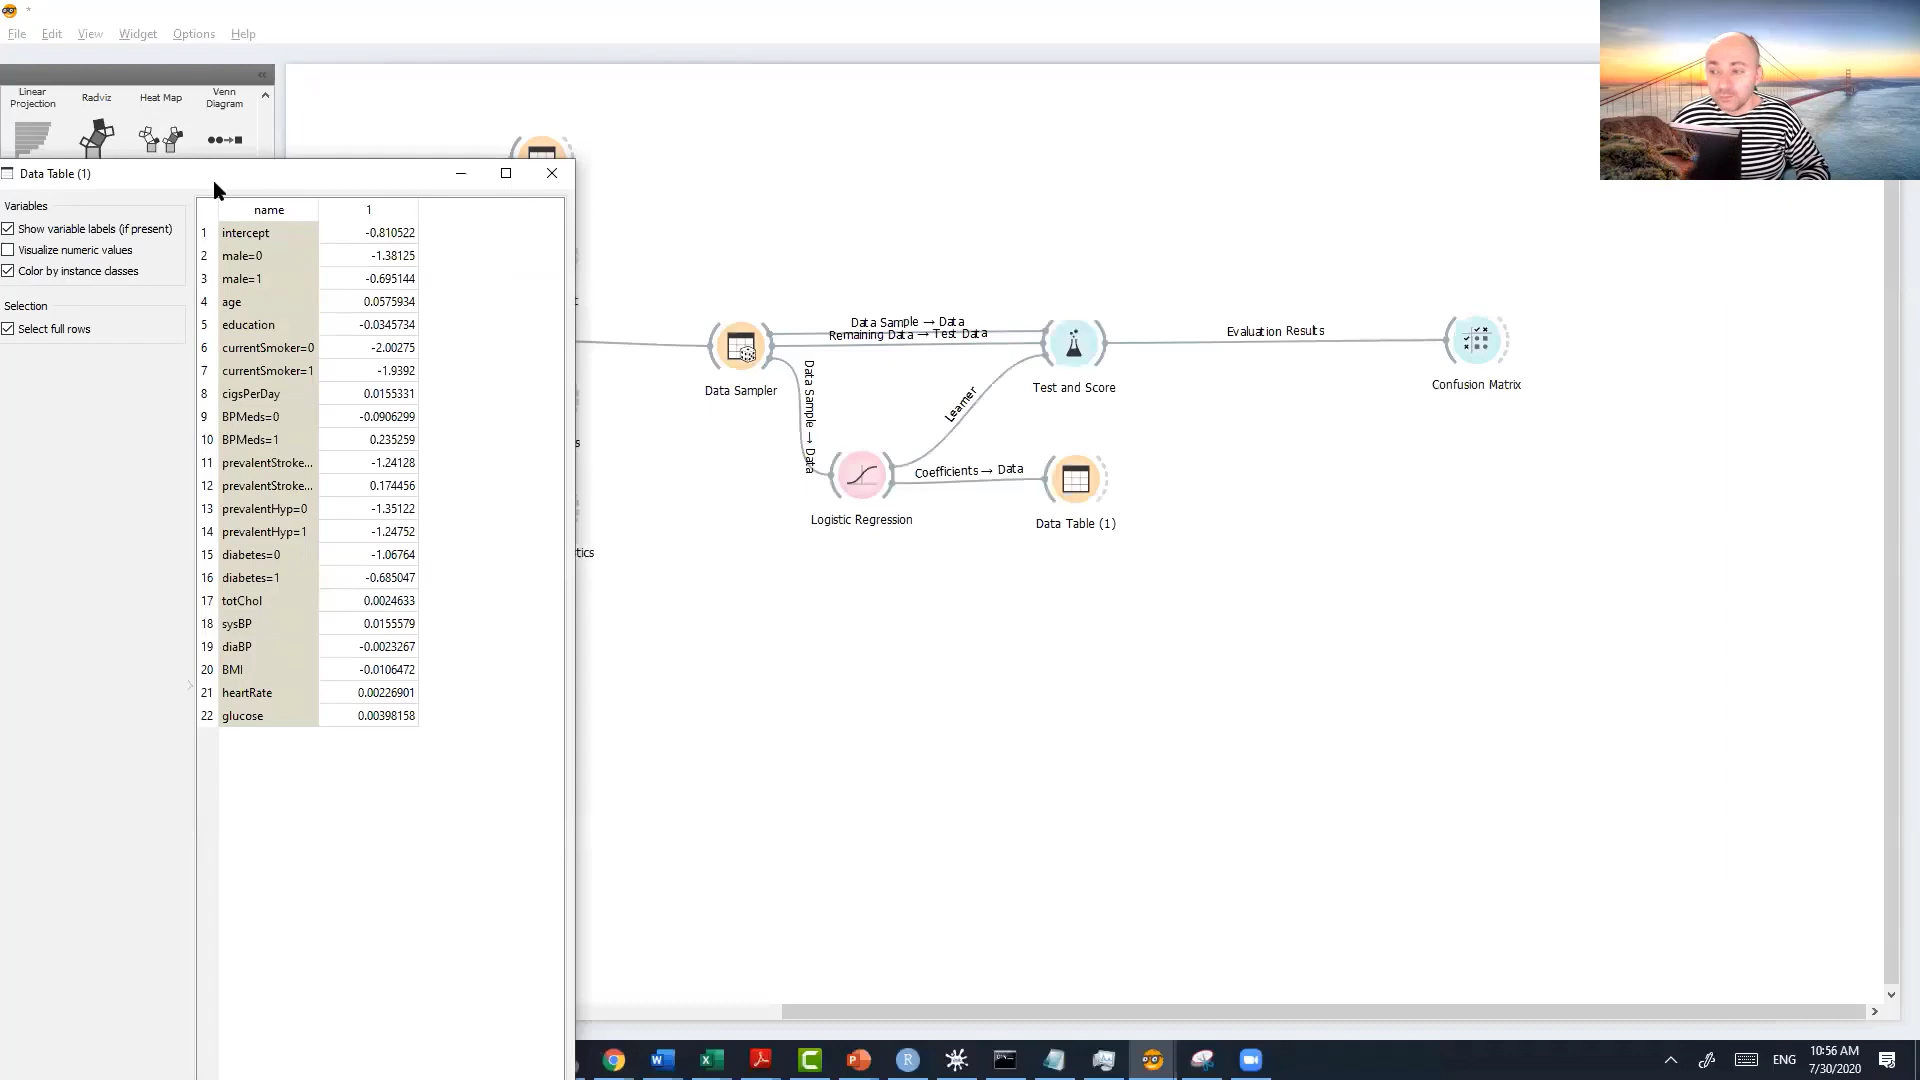 *
File Edit View Widget Options Help
Linear Projection Radviz Heat Map Venn Diagram
Data Table (1)
Variables
Show variable labels (if present)
Visualize numeric values
Color by instance classes
Selection
Select full rows
name 1
1 intercept -0.810522
2 male=0 -1.38125
3 male=1 -0.695144
4 age 0.0575934
5 education -0.0345734
6 currentSmoker=0 -2.00275
7 currentSmoker=1 -1.9392
8 cigsPerDay 0.0155331
9 BPMeds=0 -0.0906299
10 BPMeds=1 0.235259
11 prevalentStroke... -1.24128
12 prevalentStroke... 0.174456
13 prevalentHyp=0 -1.35122
14 prevalentHyp=1 -1.24752
15 diabetes=0 -1.06764
16 diabetes=1 -0.685047
17 totChol 0.0024633
18 sysBP 0.0155579
19 diaBP -0.0023267
20 BMI -0.0106472
21 heartRate 0.00226901
22 glucose 0.00398158
t
s
tics
Data Sampler
Data Sample → Data
Remaining Data → Test Data
Data Sample → Data
Learner
Test and Score
Evaluation Results
Confusion Matrix
Logistic Regression
Coefficients → Data
Data Table (1)
ENG
10:56 AM
7/30/2020